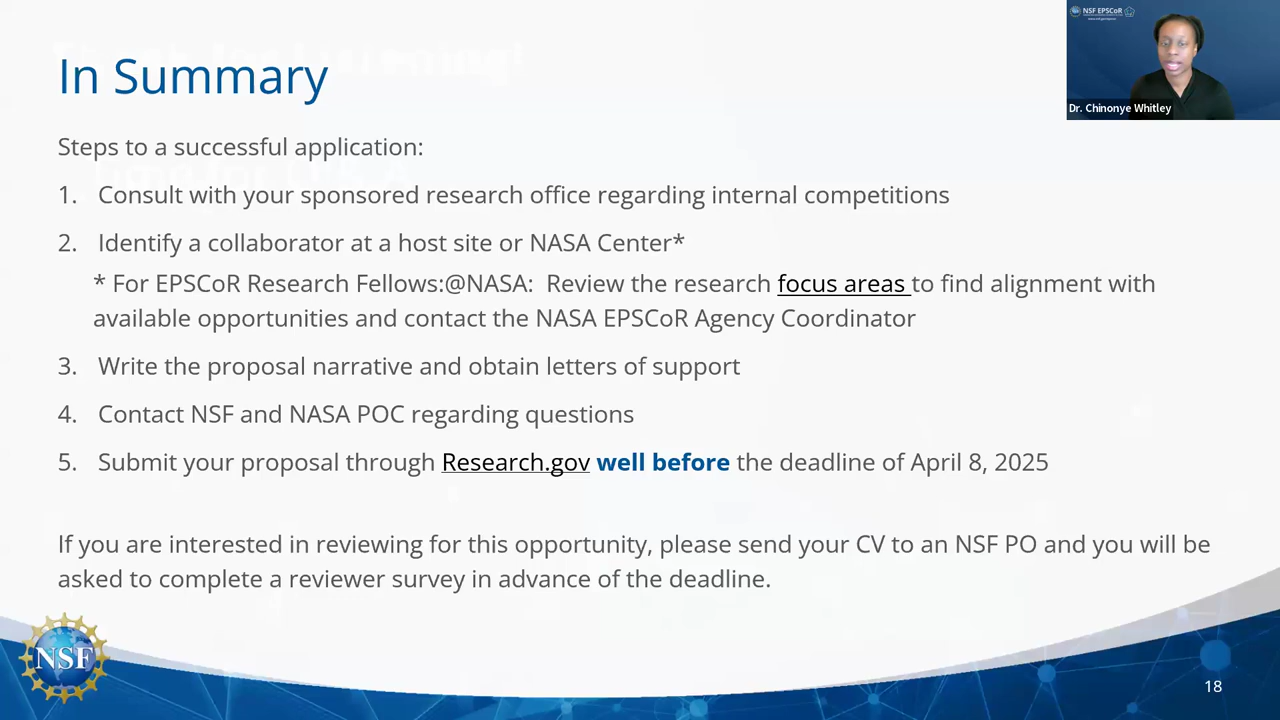 In Summary
NSF EPSCoR
Dr. Chinonye Whitley
Steps to a successful application:
1. Consult with your sponsored research office regarding internal competitions
2. Identify a collaborator at a host site or NASA Center*
* For EPSCoR Research Fellows:@NASA: Review the research focus areas to find alignment with
available opportunities and contact the NASA EPSCoR Agency Coordinator
3. Write the proposal narrative and obtain letters of support
4. Contact NSF and NASA POC regarding questions
5. Submit your proposal through Research.gov well before the deadline of April 8, 2025
If you are interested in reviewing for this opportunity, please send your CV to an NSF PO and you will be
asked to complete a reviewer survey in advance of the deadline.
NSF
18